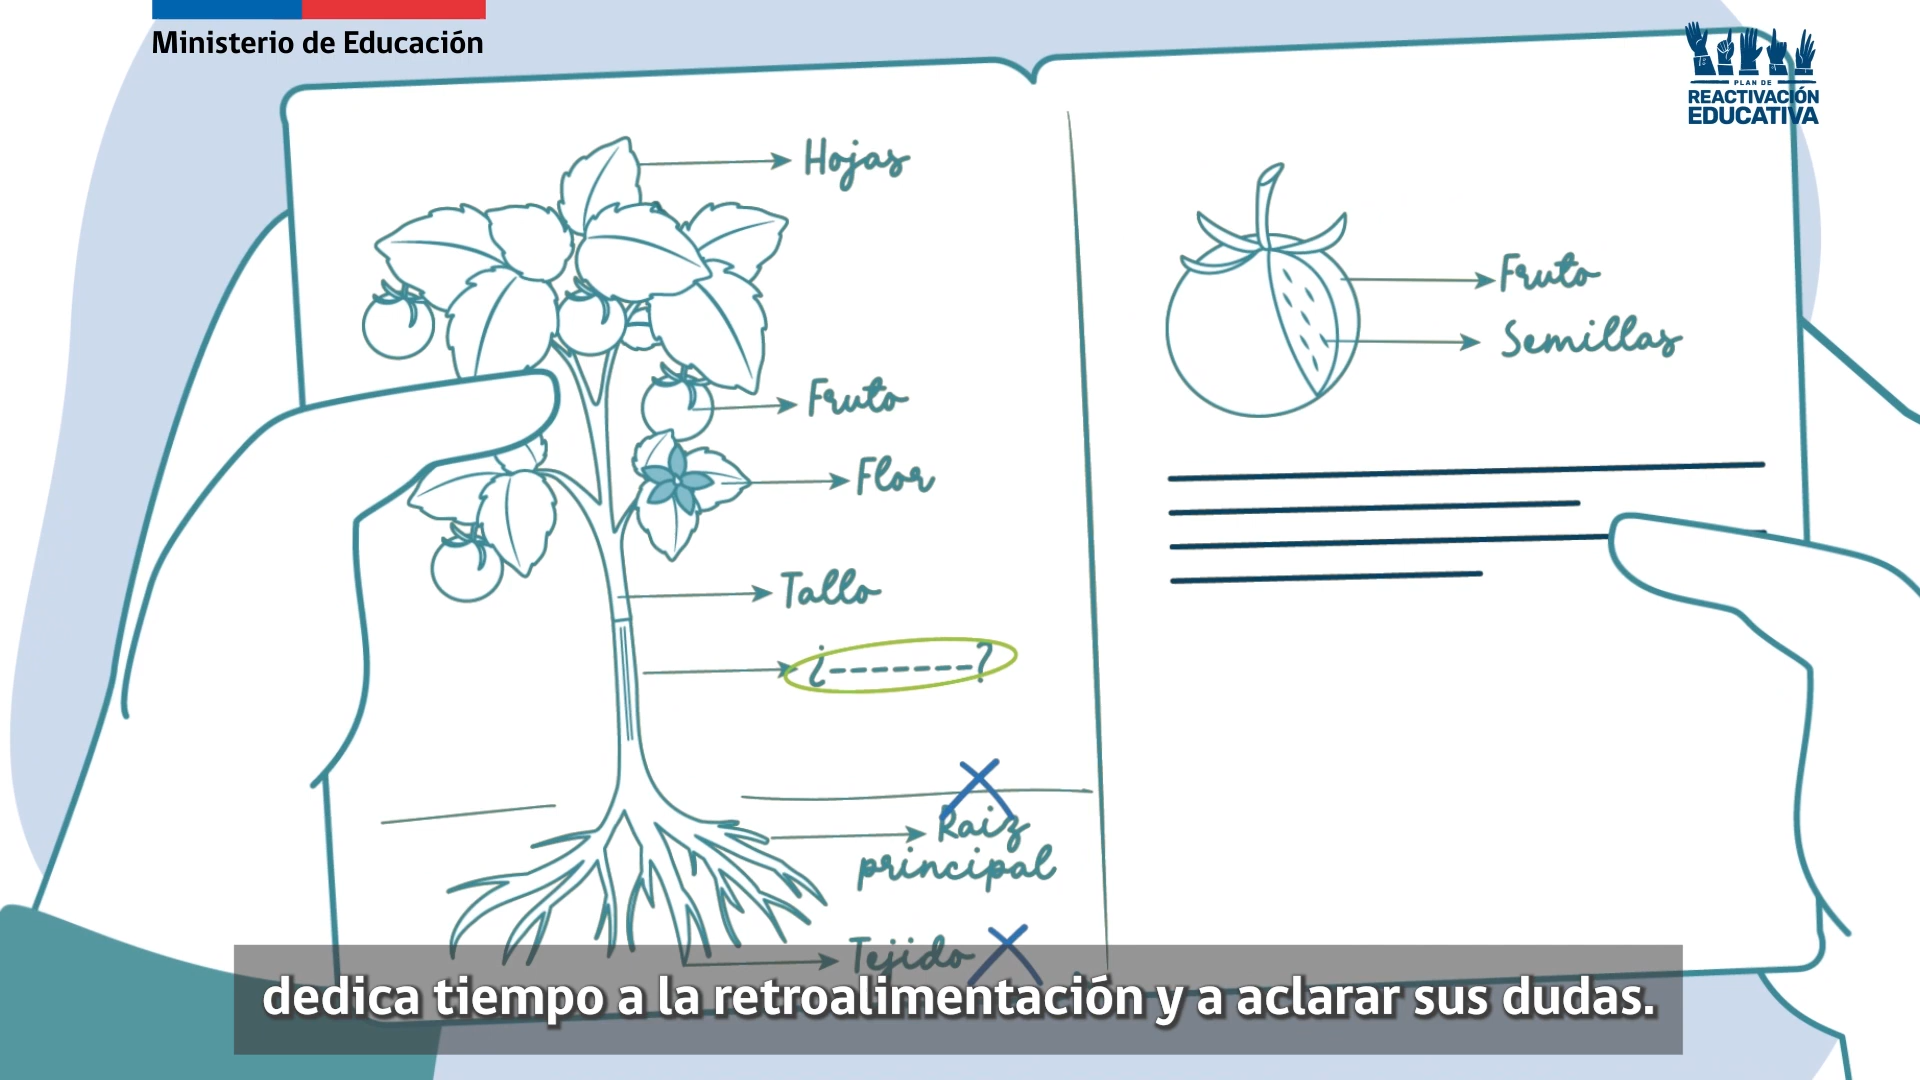 Ministerio de Educación
PLAN DE
REACTIVACIÓN
EDUCATIVA
Hojas
Fruto
Flor
Tallo
¿-------?
Raiz
principal
Tejido
Fruto
Semillas
dedica tiempo a la retroalimentación y a aclarar sus dudas.